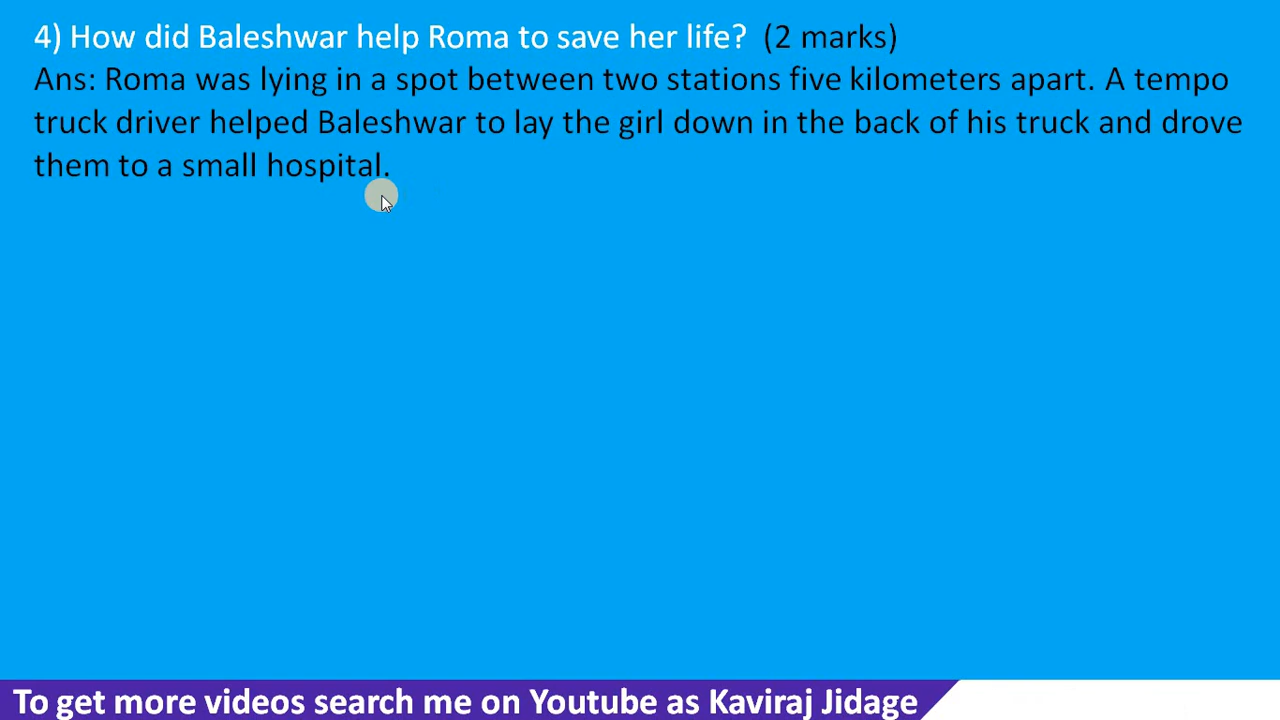 4) How did Baleshwar help Roma to save her life? (2 marks)
Ans: Roma was lying in a spot between two stations five kilometers apart. A tempo
truck driver helped Baleshwar to lay the girl down in the back of his truck and drove
them to a small hospital.
To get more videos search me on Youtube as Kaviraj Jidage